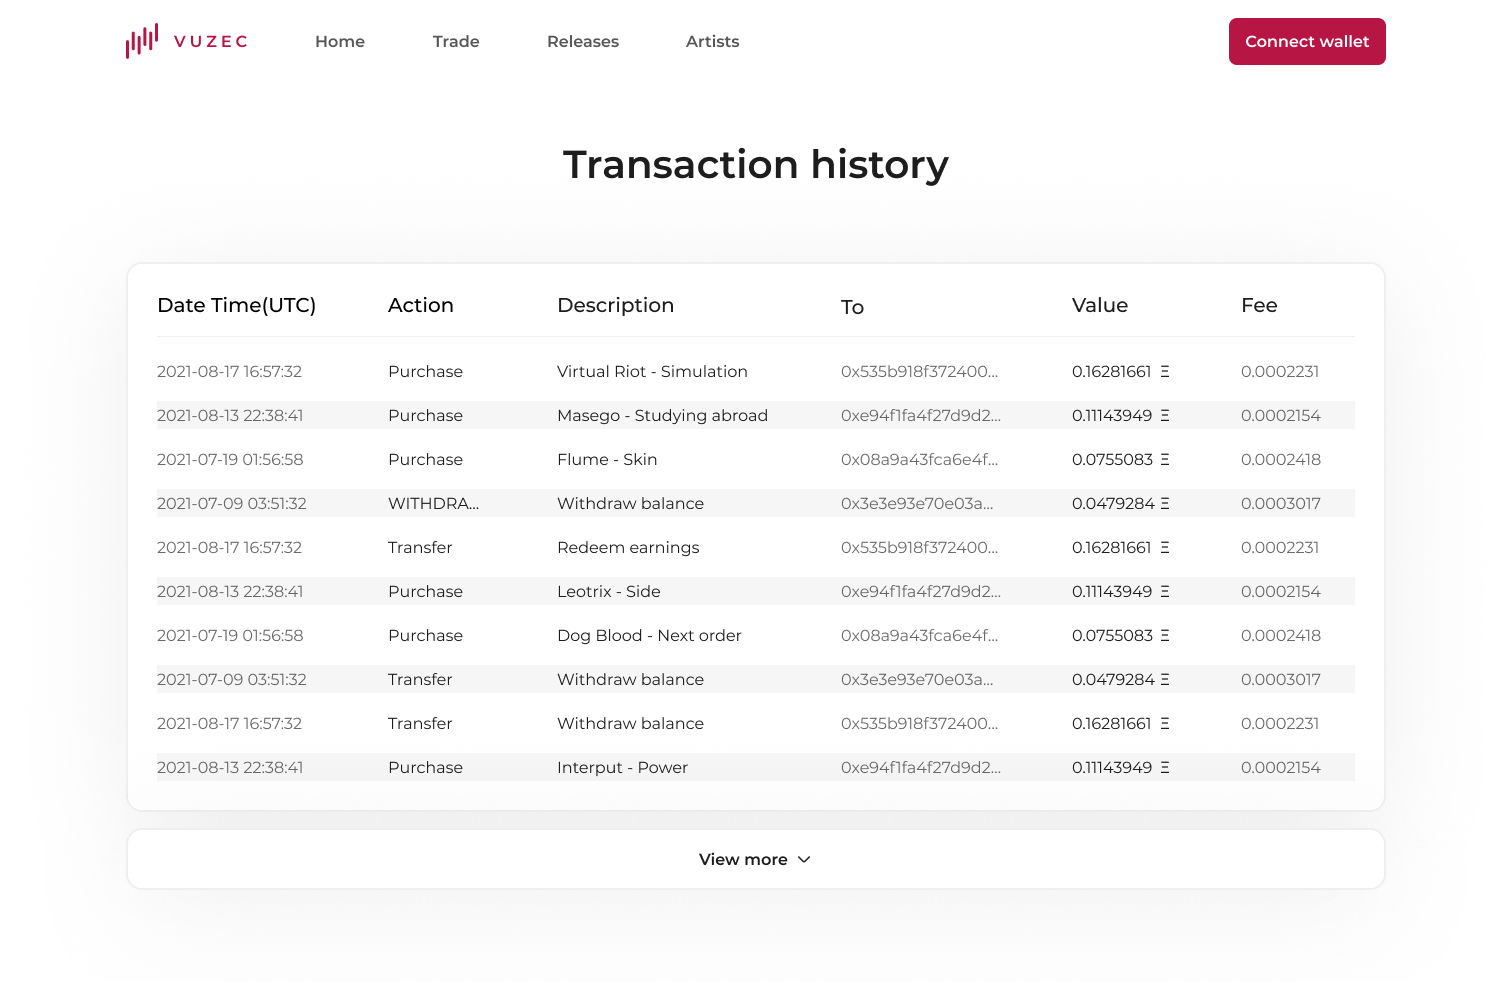 VUZEC Home Trade Releases Artists Connect wallet
Transaction history
Date Time(UTC) Action Description To Value Fee
2021-08-17 16:57:32 Purchase Virtual Riot - Simulation 0x535b918f372400... 0.16281661 Ξ 0.0002231
2021-08-13 22:38:41 Purchase Masego - Studying abroad 0xe94f1fa4f27d9d2... 0.11143949 Ξ 0.0002154
2021-07-19 01:56:58 Purchase Flume - Skin 0x08a9a43fca6e4f... 0.0755083 Ξ 0.0002418
2021-07-09 03:51:32 WITHDRA... Withdraw balance 0x3e3e93e70e03a... 0.0479284 Ξ 0.0003017
2021-08-17 16:57:32 Transfer Redeem earnings 0x535b918f372400... 0.16281661 Ξ 0.0002231
2021-08-13 22:38:41 Purchase Leotrix - Side 0xe94f1fa4f27d9d2... 0.11143949 Ξ 0.0002154
2021-07-19 01:56:58 Purchase Dog Blood - Next order 0x08a9a43fca6e4f... 0.0755083 Ξ 0.0002418
2021-07-09 03:51:32 Transfer Withdraw balance 0x3e3e93e70e03a... 0.0479284 Ξ 0.0003017
2021-08-17 16:57:32 Transfer Withdraw balance 0x535b918f372400... 0.16281661 Ξ 0.0002231
2021-08-13 22:38:41 Purchase Interput - Power 0xe94f1fa4f27d9d2... 0.11143949 Ξ 0.0002154
View more